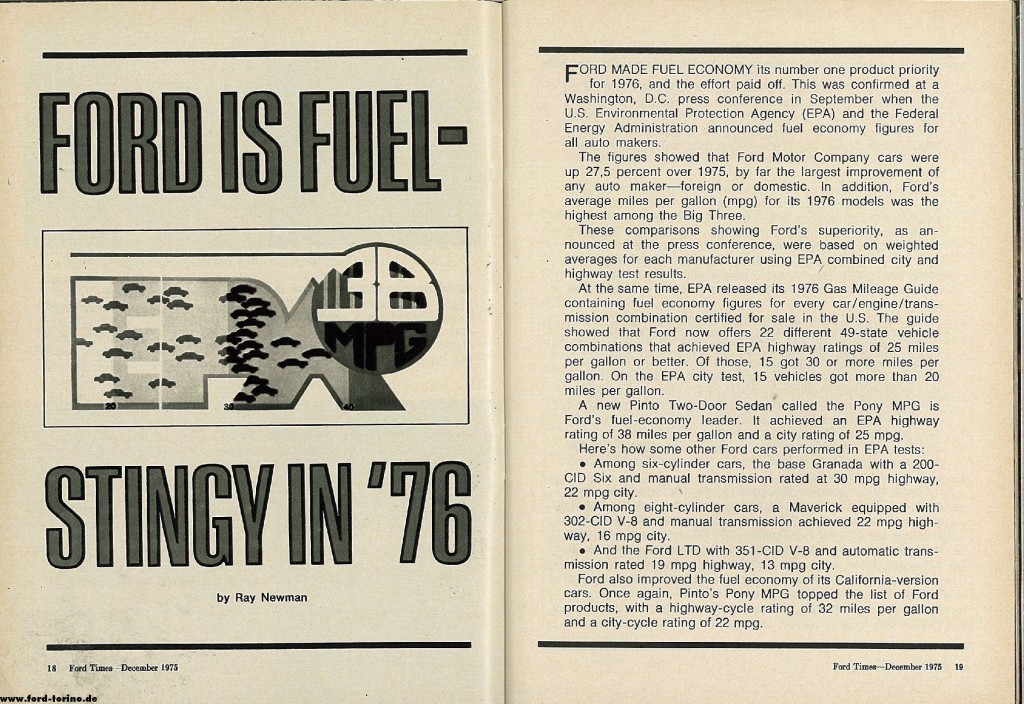 FORD IS FUEL-
MPG
20 30 40
STINGY IN '76
by Ray Newman
18 Ford Times—December 1975
www.ford-torino.de
FORD MADE FUEL ECONOMY its number one product priority
for 1976, and the effort paid off. This was confirmed at a
Washington, D.C. press conference in September when the
U.S. Environmental Protection Agency (EPA) and the Federal
Energy Administration announced fuel economy figures for
all auto makers.
The figures showed that Ford Motor Company cars were
up 27,5 percent over 1975, by far the largest improvement of
any auto maker—foreign or domestic. In addition, Ford's
average miles per gallon (mpg) for its 1976 models was the
highest among the Big Three.
These comparisons showing Ford's superiority, as an-
nounced at the press conference, were based on weighted
averages for each manufacturer using EPA combined city and
highway test results.
At the same time, EPA released its 1976 Gas Mileage Guide
containing fuel economy figures for every car/engine/trans-
mission combination certified for sale in the U.S. The guide
showed that Ford now offers 22 different 49-state vehicle
combinations that achieved EPA highway ratings of 25 miles
per gallon or better. Of those, 15 got 30 or more miles per
gallon. On the EPA city test, 15 vehicles got more than 20
miles per gallon.
A new Pinto Two-Door Sedan called the Pony MPG is
Ford's fuel-economy leader. It achieved an EPA highway
rating of 38 miles per gallon and a city rating of 25 mpg.
Here's how some other Ford cars performed in EPA tests:
• Among six-cylinder cars, the base Granada with a 200-
CID Six and manual transmission rated at 30 mpg highway,
22 mpg city.
• Among eight-cylinder cars, a Maverick equipped with
302-CID V-8 and manual transmission achieved 22 mpg high-
way, 16 mpg city.
• And the Ford LTD with 351-CID V-8 and automatic trans-
mission rated 19 mpg highway, 13 mpg city.
Ford also improved the fuel economy of its California-version
cars. Once again, Pinto's Pony MPG topped the list of Ford
products, with a highway-cycle rating of 32 miles per gallon
and a city-cycle rating of 22 mpg.
Ford Times—December 1975 19